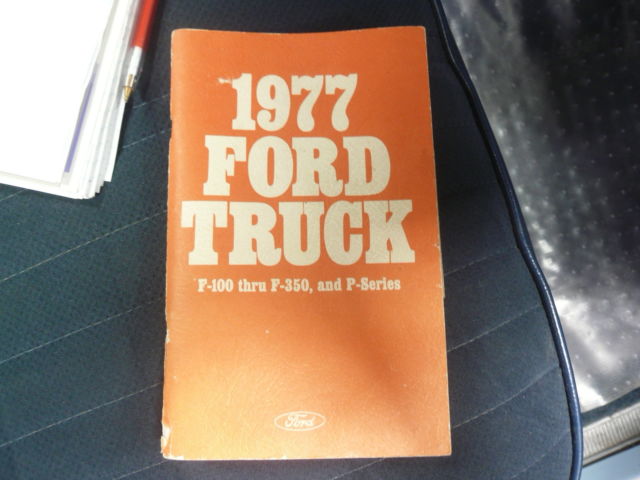 1977
FORD
TRUCK
F-100 thru F-350, and P-Series
Ford